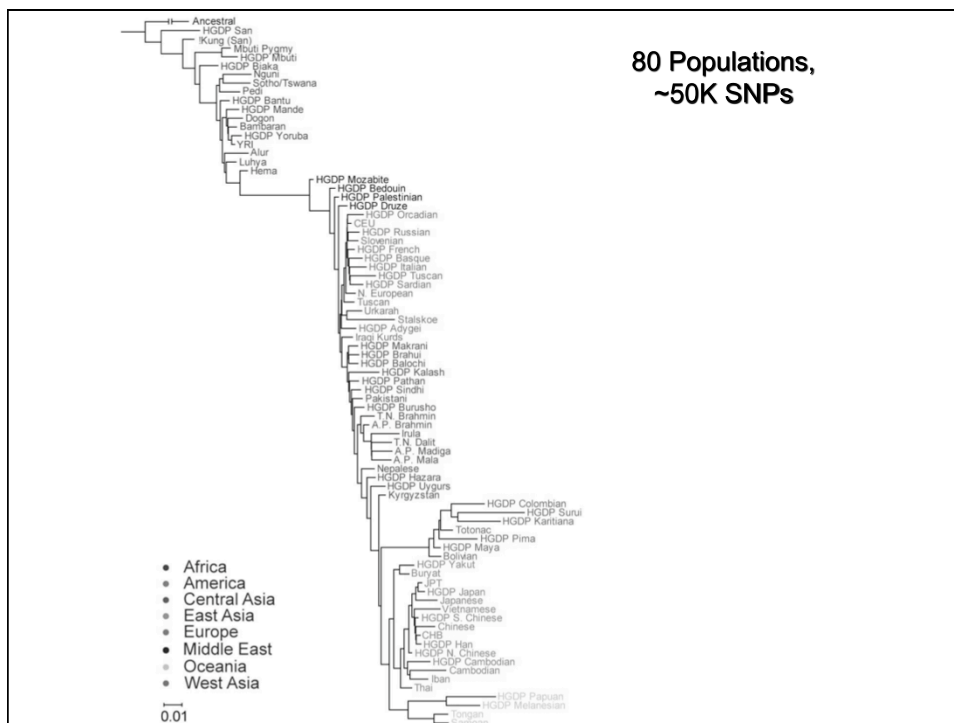 80 Populations,
~50K SNPs
Ancestral
HGDP San
!Kung (San)
Mbuti Pygmy
HGDP Mbuti
HGDP Biaka
Nguni
Sotho/Tswana
Pedi
HGDP Bantu
HGDP Mande
Dogon
Bambaran
HGDP Yoruba
YRI
Alur
Luhya
Hema
HGDP Mozabite
HGDP Bedouin
HGDP Palestinian
HGDP Druze
HGDP Orcadian
CEU
HGDP Russian
Slovenian
HGDP French
HGDP Basque
HGDP Italian
HGDP Tuscan
HGDP Sardian
N. European
Tuscan
Urkarah
Stalskoe
HGDP Adygei
Iraqi Kurds
HGDP Makrani
HGDP Brahui
HGDP Balochi
HGDP Kalash
HGDP Pathan
HGDP Sindhi
Pakistani
HGDP Burusho
T.N. Brahmin
A.P. Brahmin
Irula
T.N. Dalit
A.P. Madiga
A.P. Mala
Nepalese
HGDP Hazara
HGDP Uygurs
Kyrgyzstan
HGDP Colombian
HGDP Surui
HGDP Karitiana
Totonac
HGDP Pima
HGDP Maya
Bolivian
HGDP Yakut
Buryat
JPT
HGDP Japan
Japanese
Vietnamese
HGDP S. Chinese
Chinese
CHB
HGDP Han
HGDP N. Chinese
HGDP Cambodian
Cambodian
Iban
Thai
HGDP Papuan
HGDP Melanesian
Tongan
Africa
America
Central Asia
East Asia
Europe
Middle East
Oceania
West Asia
0.01